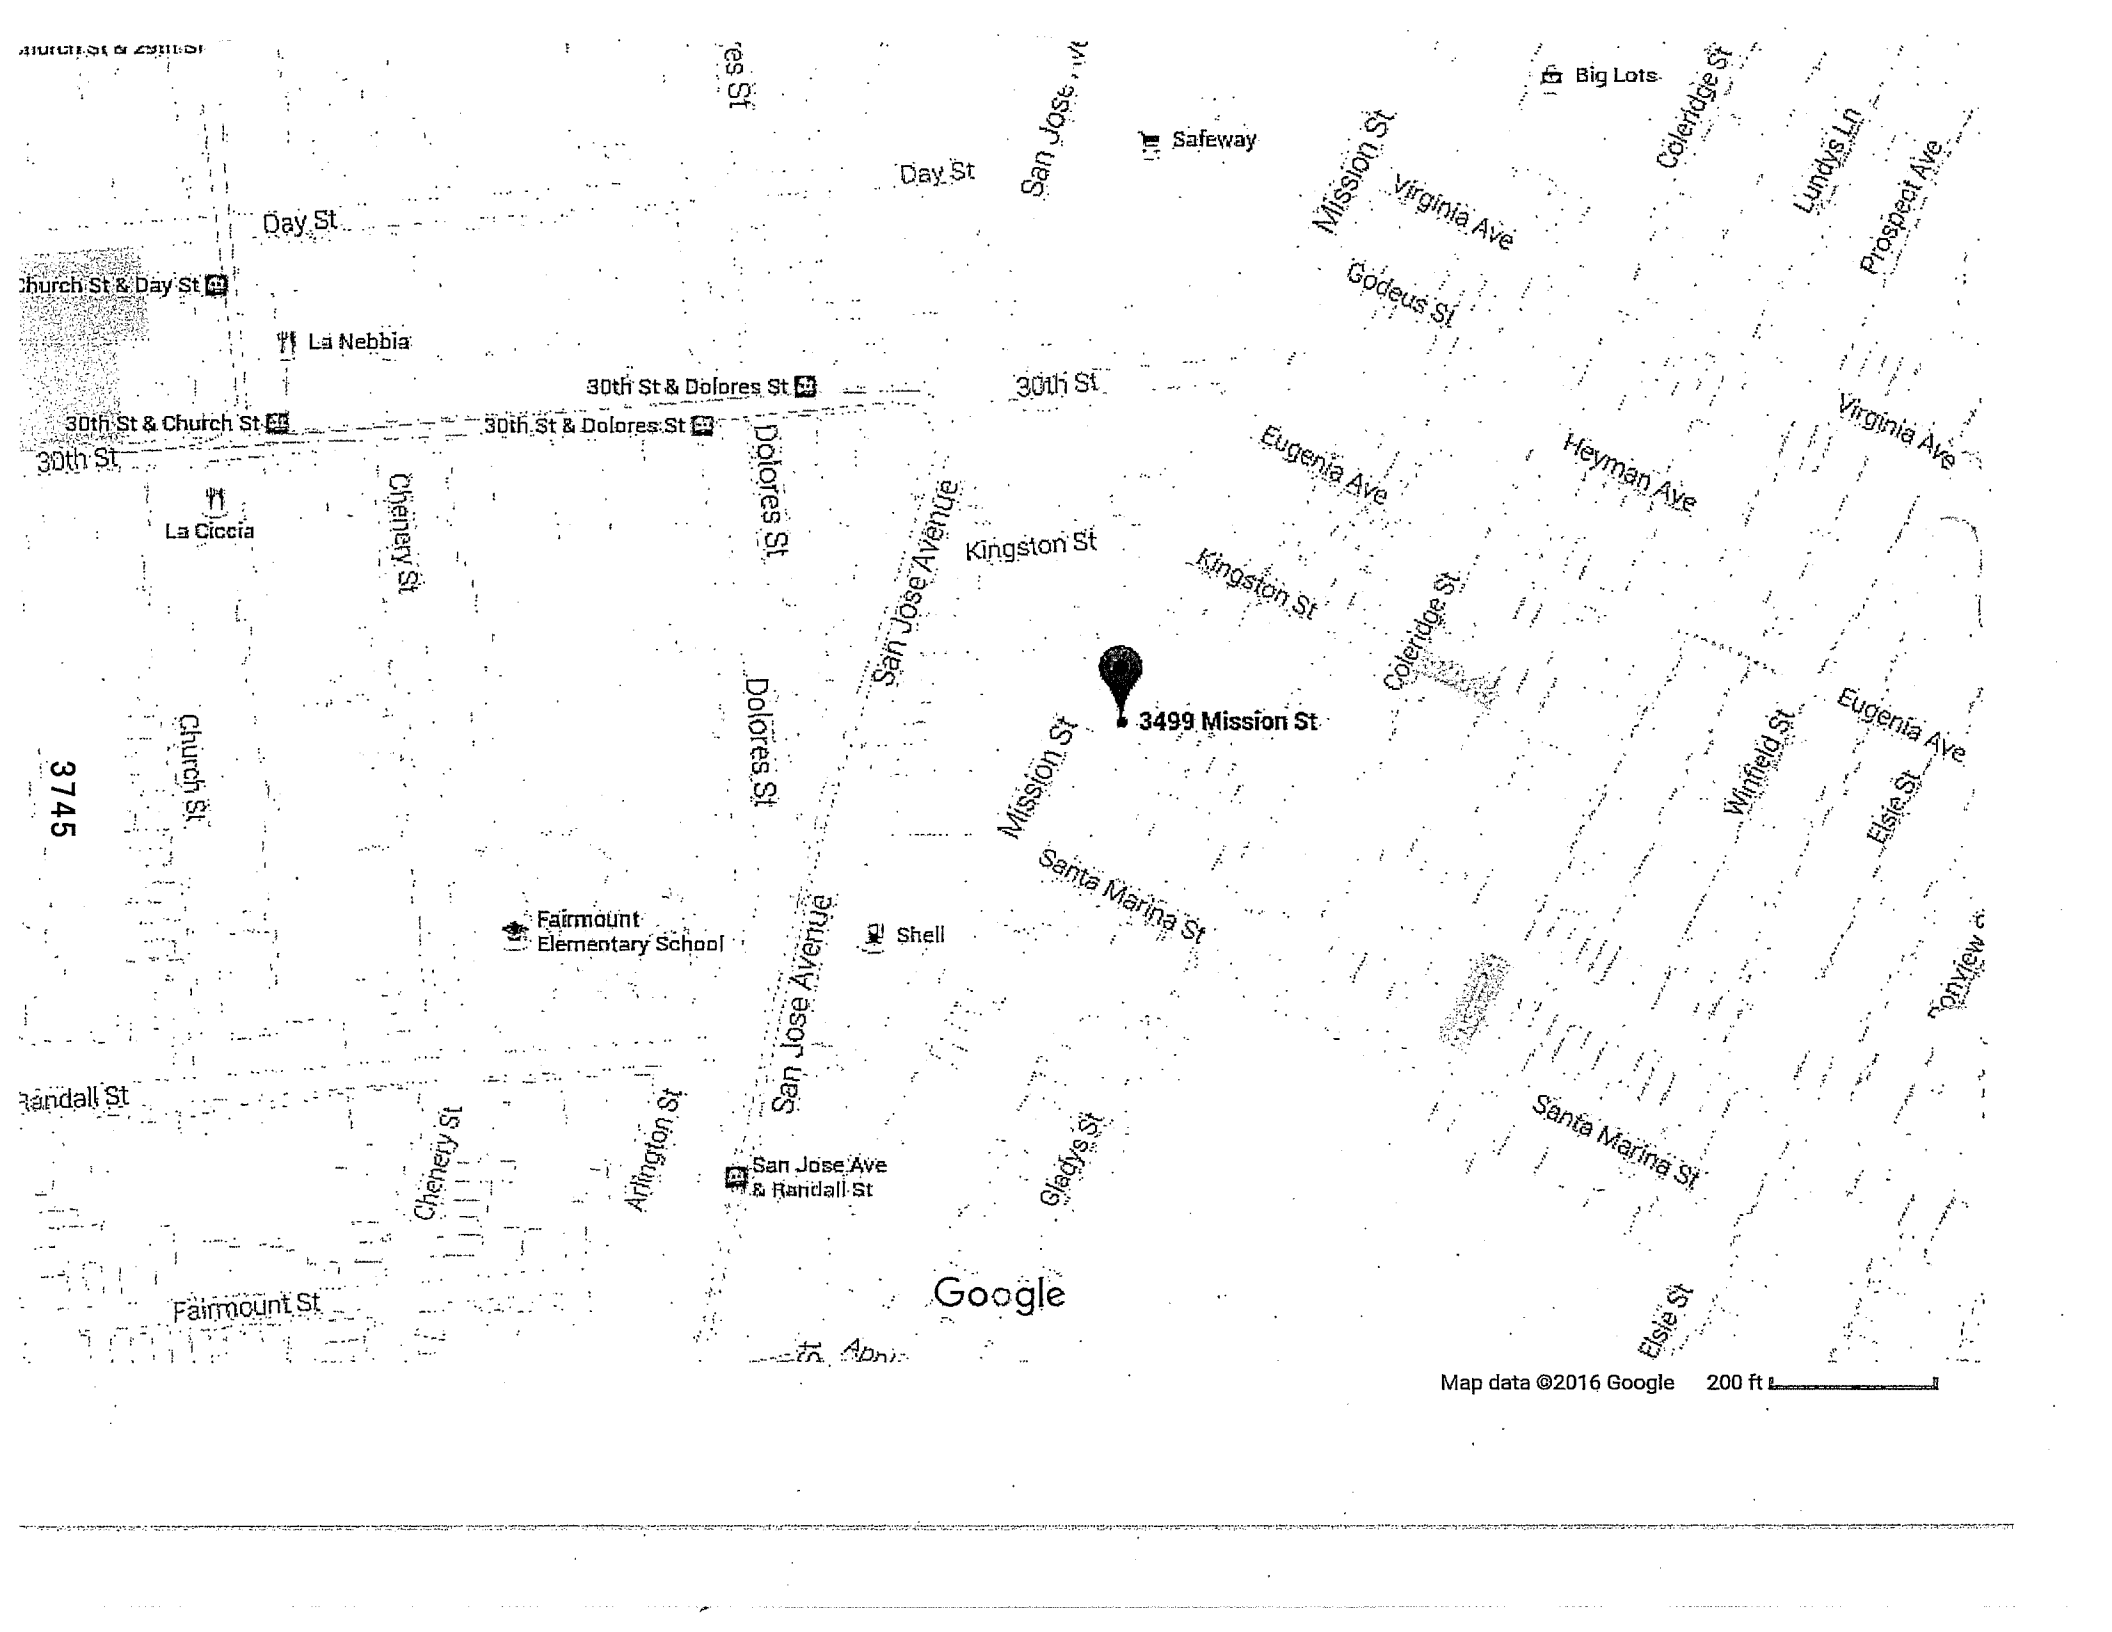 res St
San Jose
Big Lots
Coleridge St
Safeway
Mission St
Lundys Ln
Prospect Ave
Day St
Virginia Ave
Day St
Godeus St
Church St & Day St
La Nebbia
30th St & Dolores St
30th St
30th St & Church St
30th St & Dolores St
Virginia Ave
30th St
Dolores St
Eugenia Ave
Heyman Ave
Chenery St
La Ciccia
San Jose Avenue
Kingston St
Kingston St
Coleridge St
3499 Mission St
Dolores St
Church St
Mission St
Winfield St
Eugenia Ave
Elsie St
3745
Santa Marina St
Fairmount
Elementary School
San Jose Avenue
Shell
onview
Randall St
Chenery St
Arlington St
San Jose Ave
& Randall St
Gladys St
Santa Marina St
Google
Fairmount St
Elsie St
Map data ©2016 Google 200 ft